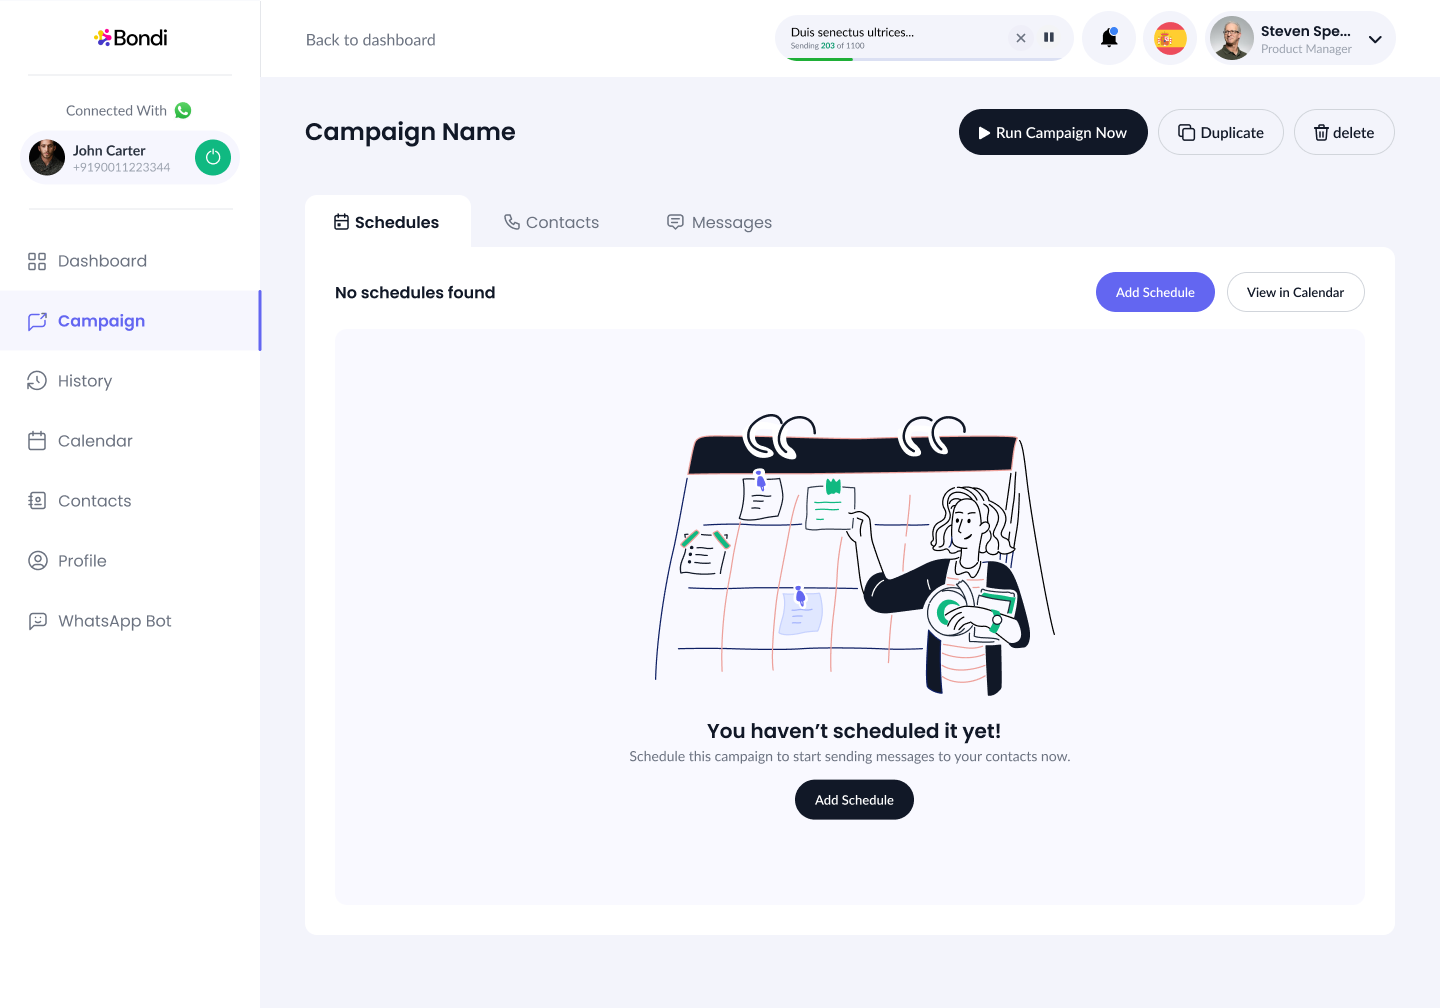 Bondi
Connected With
John Carter
+9190011223344
Dashboard
Campaign
History
Calendar
Contacts
Profile
WhatsApp Bot
Back to dashboard
Duis senectus ultrices...
Sending 203 of 1100
Steven Spe...
Product Manager
Campaign Name
Run Campaign Now
Duplicate
delete
Schedules
Contacts
Messages
No schedules found
Add Schedule
View in Calendar
You haven’t scheduled it yet!
Schedule this campaign to start sending messages to your contacts now.
Add Schedule